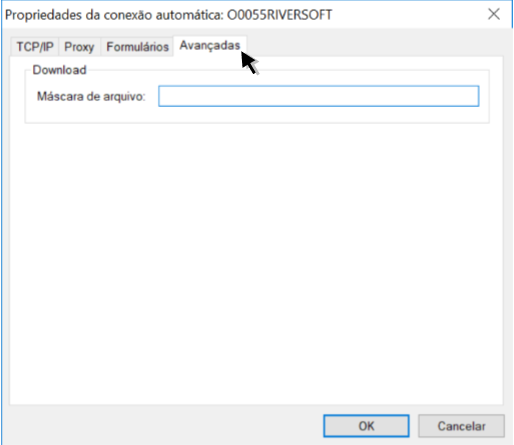 Propriedades da conexão automática: O0055RIVERSOFT
TCP/IP Proxy Formulários Avançadas
Download
Máscara de arquivo:
OK Cancelar